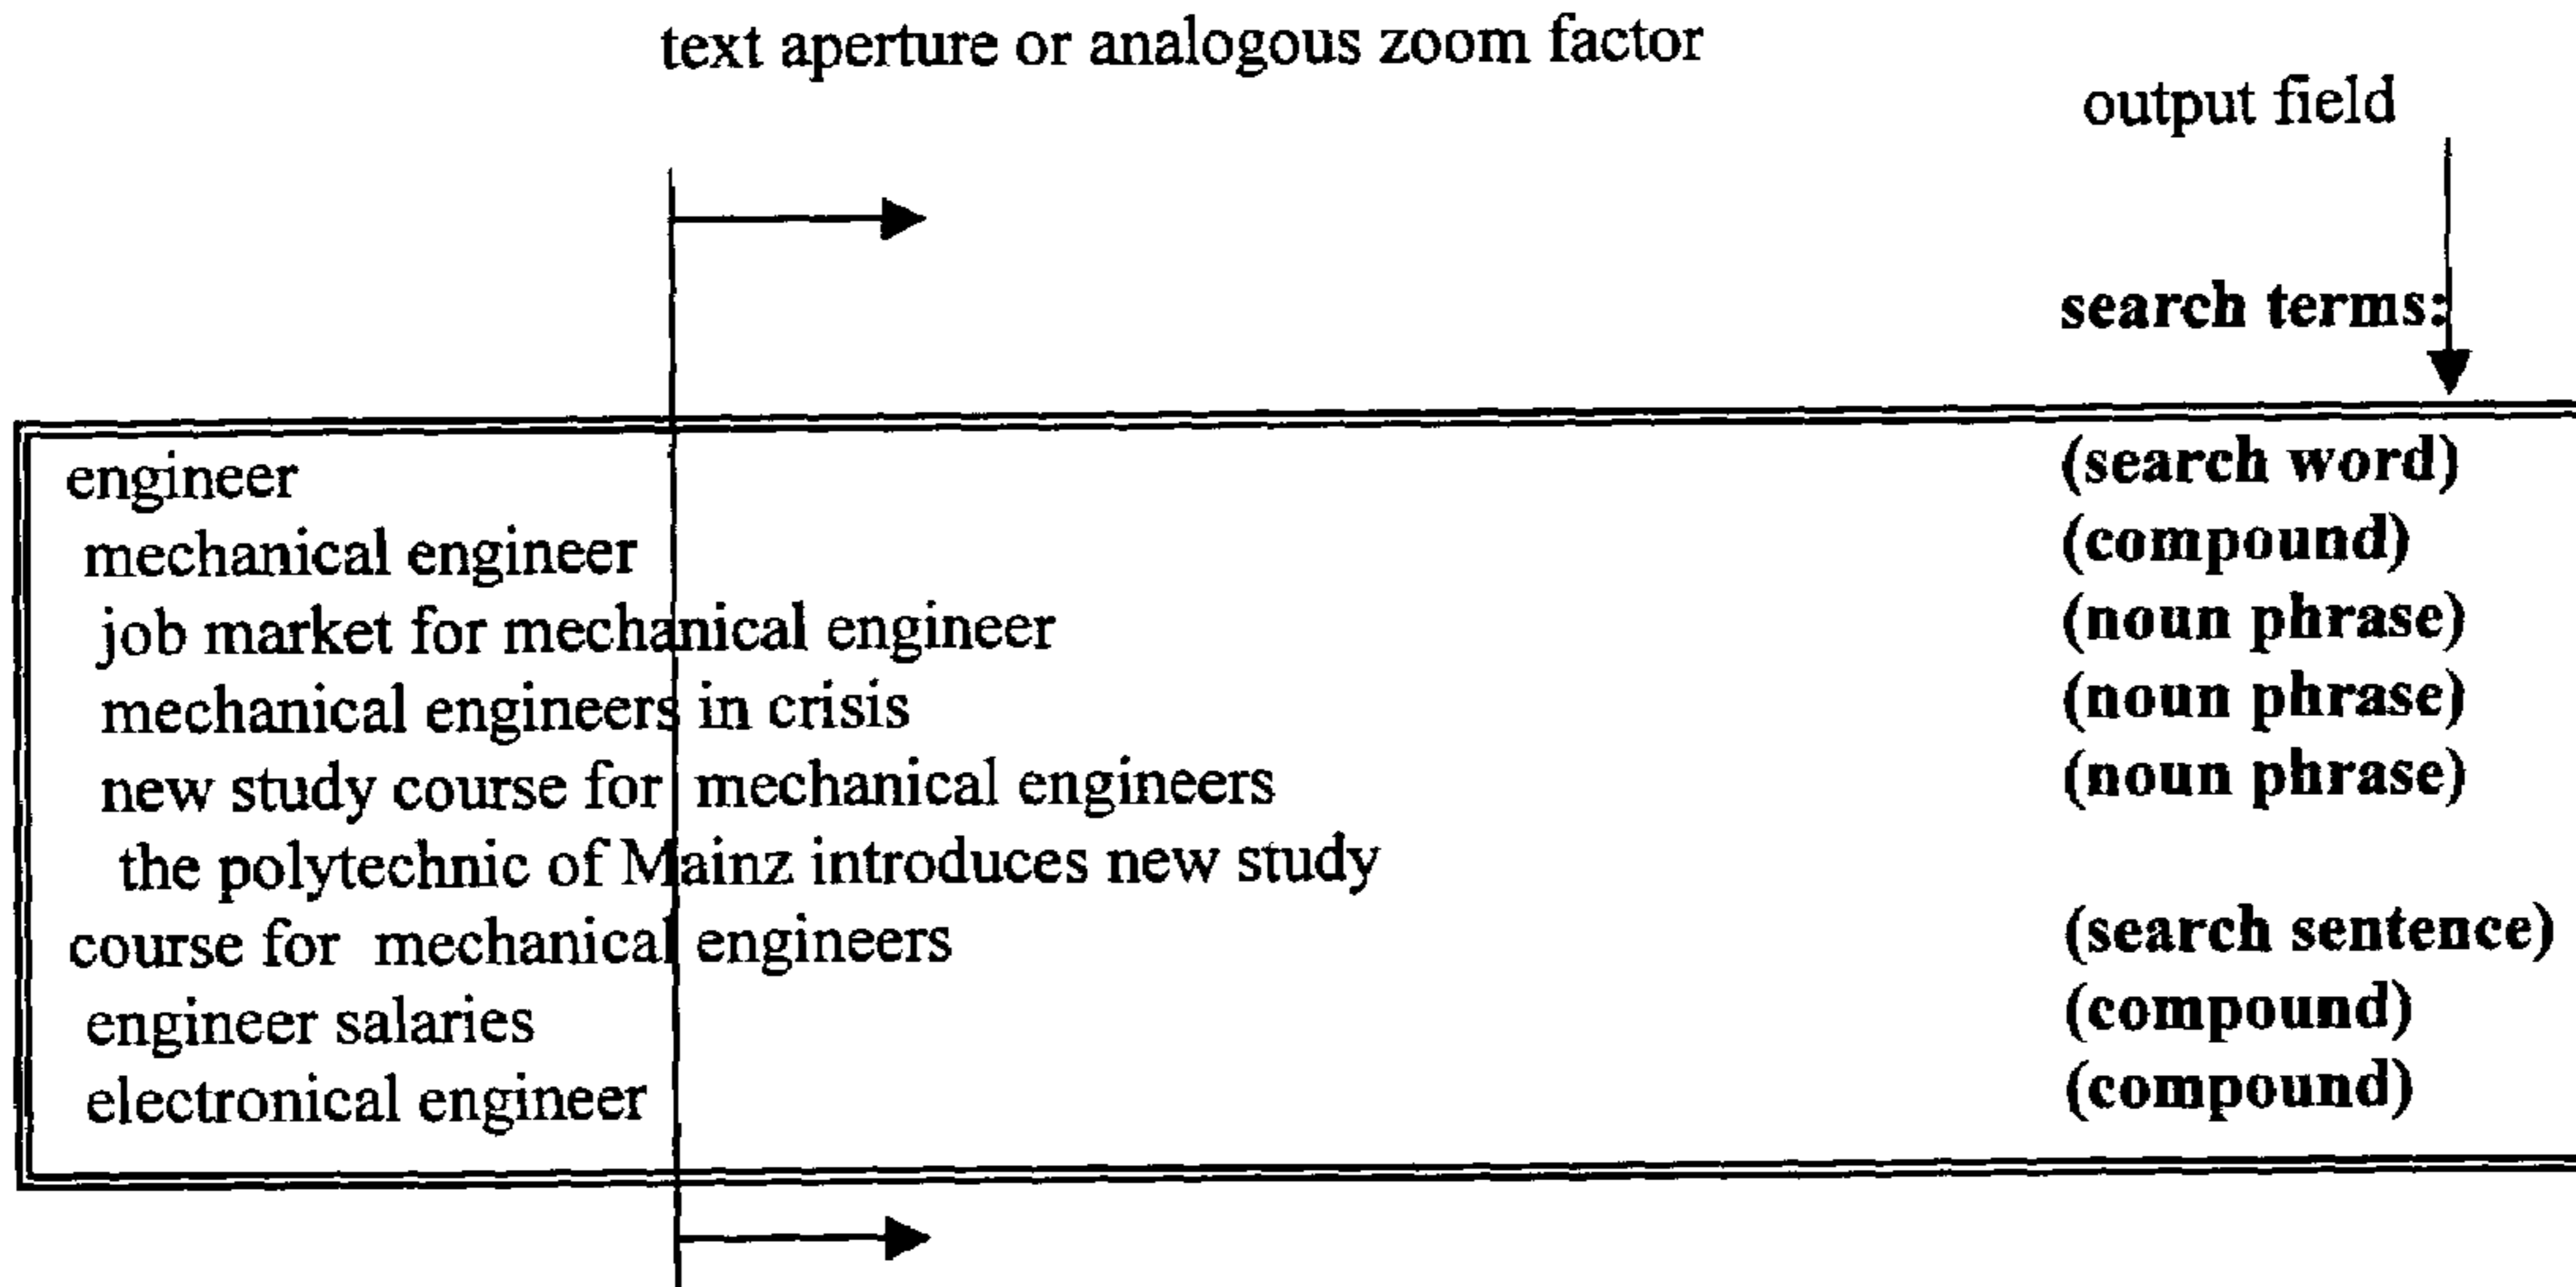 text aperture or analogous zoom factor
output field
search terms:
engineer (search word)
mechanical engineer (compound)
job market for mechanical engineer (noun phrase)
mechanical engineers in crisis (noun phrase)
new study course for mechanical engineers (noun phrase)
the polytechnic of Mainz introduces new study
course for mechanical engineers (search sentence)
engineer salaries (compound)
electronical engineer (compound)